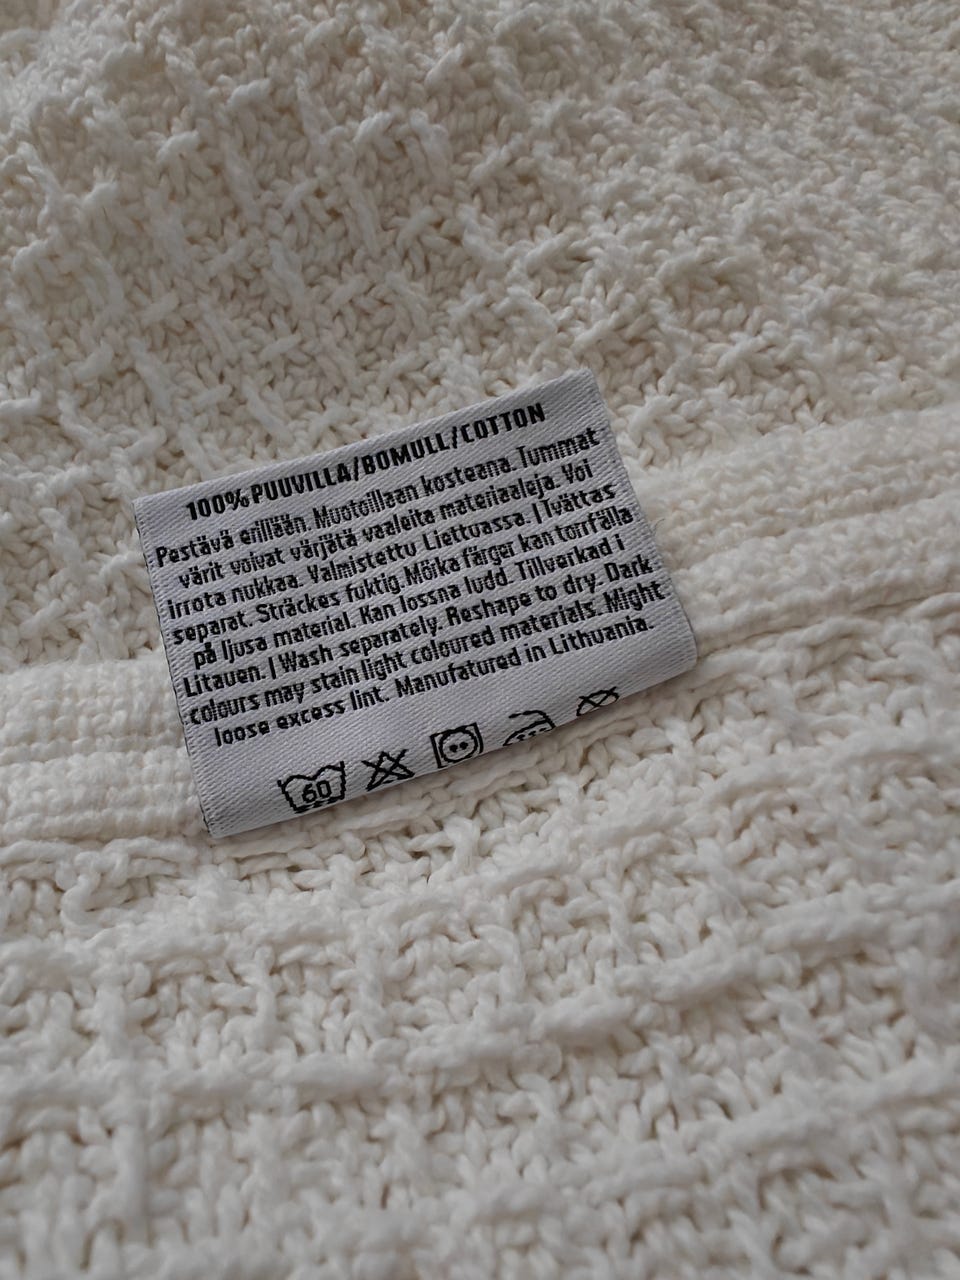 100% PUUVILLA/BOMULL/COTTON
Pestävä erillään. Muotoillaan kosteana. Tummat
värit voivat värjätä vaaleita materiaaleja. Voi
irrota nukkaa. Valmistettu Liettuassa. | Tvättas
separat. Sträckes fuktig. Mörka färger kan torrfälla
på ljusa material. Kan lossna ludd. Tillverkad i
Litauen. | Wash separately. Reshape to dry. Dark
colours may stain light coloured materials. Might
loose excess lint. Manufatured in Lithuania.
60